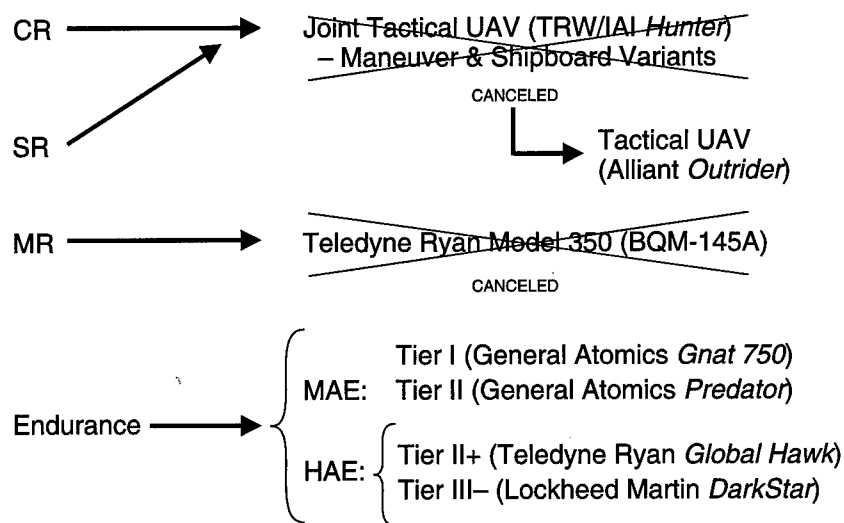 CR
Joint Tactical UAV (TRW/IAI Hunter)
– Maneuver & Shipboard Variants
CANCELED
SR
Tactical UAV
(Alliant Outrider)
MR
Teledyne Ryan Model 350 (BQM-145A)
CANCELED
Endurance
MAE:
Tier I (General Atomics Gnat 750)
Tier II (General Atomics Predator)
HAE:
Tier II+ (Teledyne Ryan Global Hawk)
Tier III– (Lockheed Martin DarkStar)